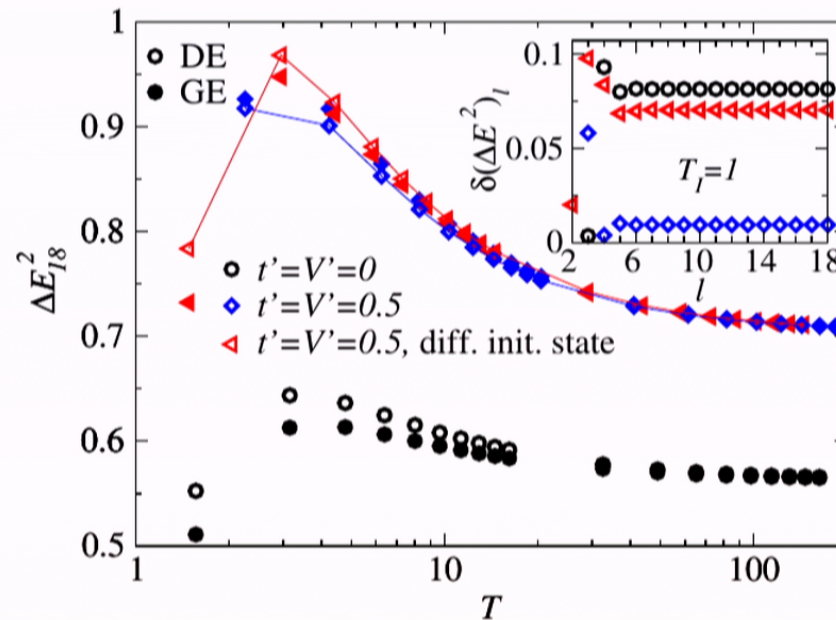 1
DE
GE
0.9
0.8
ΔE²₁₈
0.7
0.6
0.5
t'=V'=0
t'=V'=0.5
t'=V'=0.5, diff. init. state
1
10
100
T
0.1
0.05
0
δ(ΔE²)ₗ
T_I=1
2
6
10
14
18
l